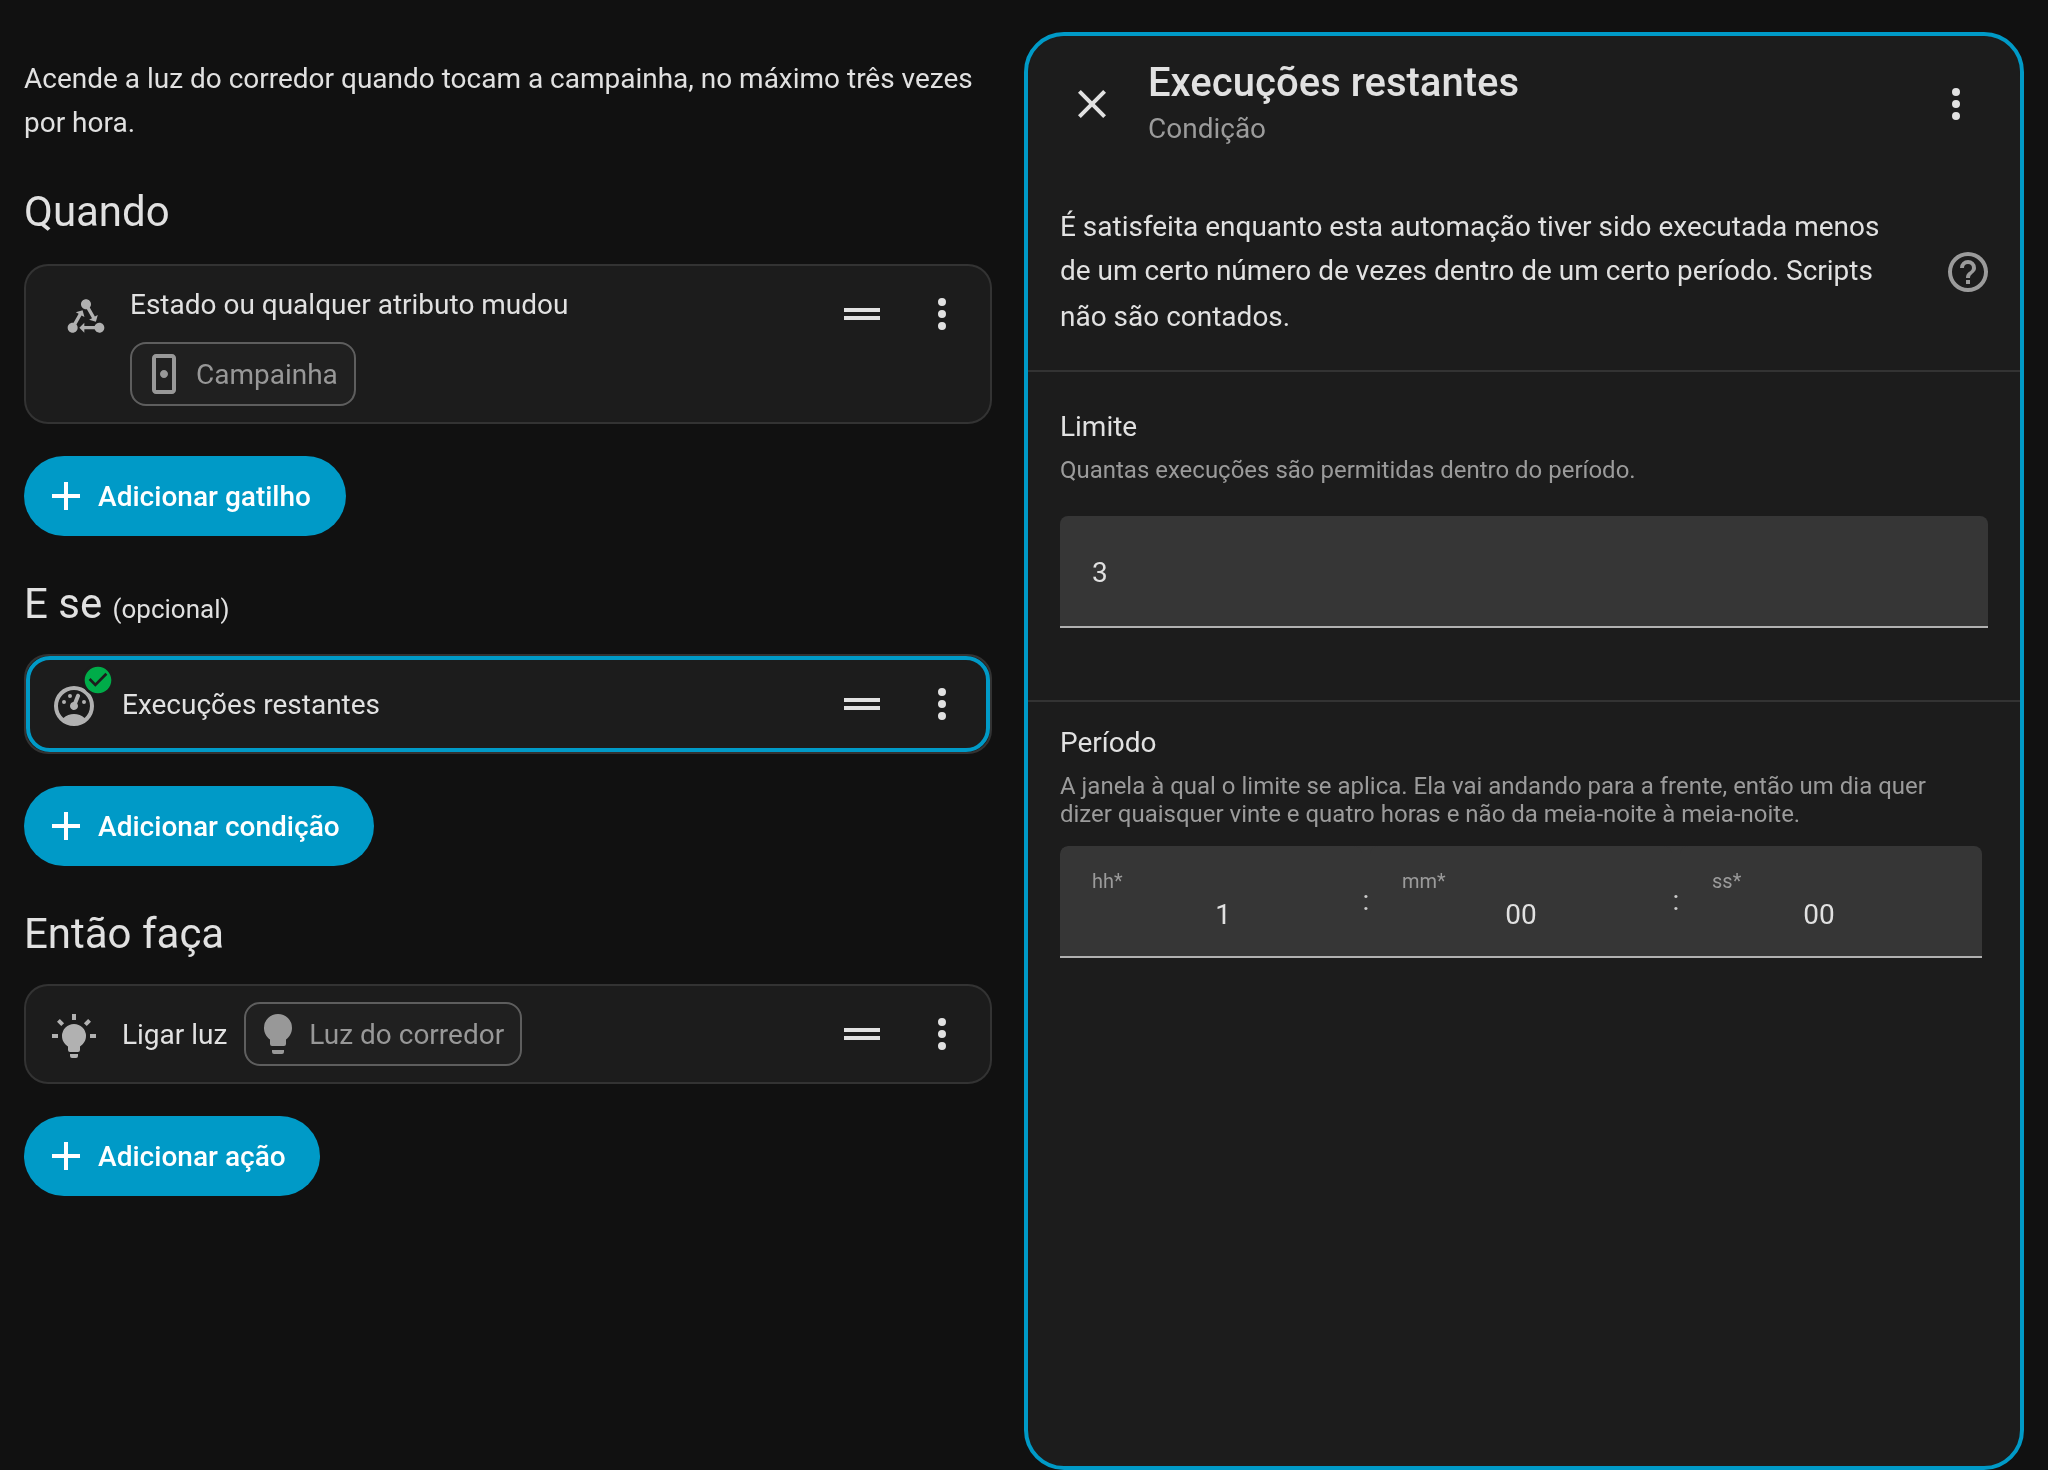 Acende a luz do corredor quando tocam a campainha, no máximo três vezes
por hora.
Quando
Estado ou qualquer atributo mudou
Campainha
Adicionar gatilho
E se (opcional)
Execuções restantes
Adicionar condição
Então faça
Ligar luz
Luz do corredor
Adicionar ação
Execuções restantes
Condição
É satisfeita enquanto esta automação tiver sido executada menos
de um certo número de vezes dentro de um certo período. Scripts
não são contados.
Limite
Quantas execuções são permitidas dentro do período.
3
Período
A janela à qual o limite se aplica. Ela vai andando para a frente, então um dia quer
dizer quaisquer vinte e quatro horas e não da meia-noite à meia-noite.
hh* mm* ss*
1 : 00 : 00